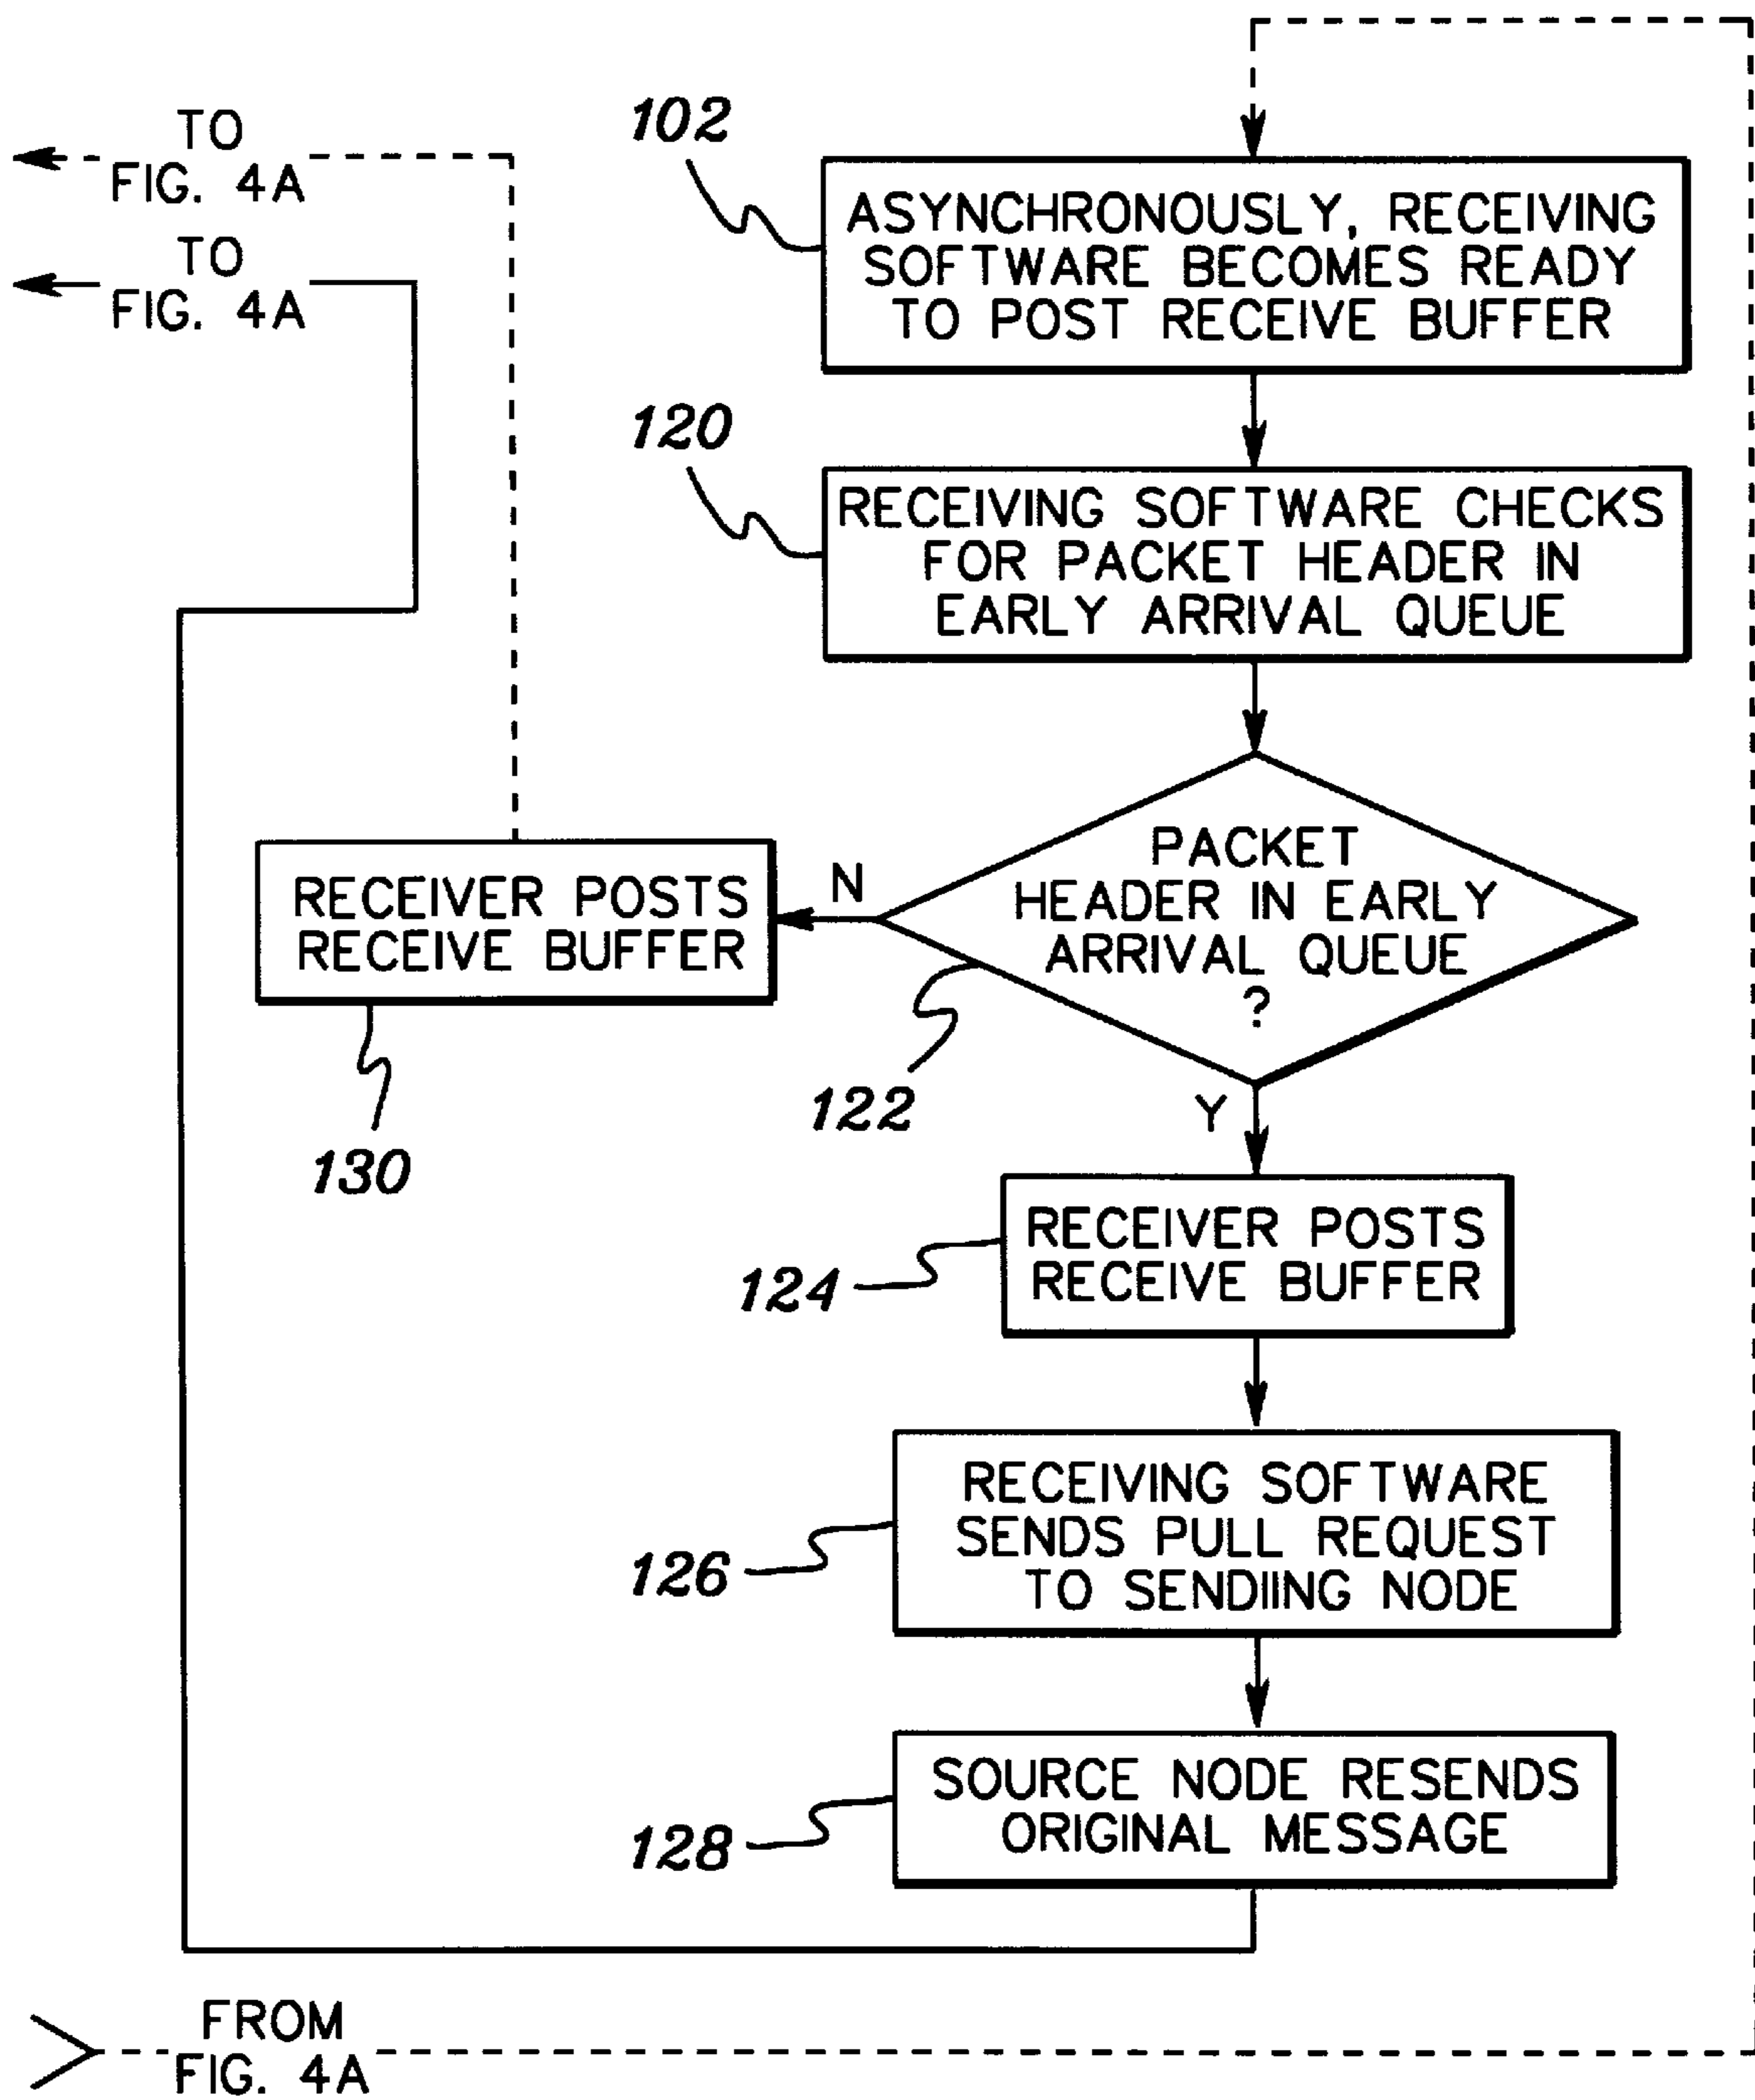 TO
FIG. 4A
TO
FIG. 4A
102
ASYNCHRONOUSLY, RECEIVING
SOFTWARE BECOMES READY
TO POST RECEIVE BUFFER
120
RECEIVING SOFTWARE CHECKS
FOR PACKET HEADER IN
EARLY ARRIVAL QUEUE
PACKET
HEADER IN EARLY
ARRIVAL QUEUE
?
122
N
RECEIVER POSTS
RECEIVE BUFFER
130
Y
RECEIVER POSTS
RECEIVE BUFFER
124
RECEIVING SOFTWARE
SENDS PULL REQUEST
TO SENDIING NODE
126
SOURCE NODE RESENDS
ORIGINAL MESSAGE
128
FROM
FIG. 4A